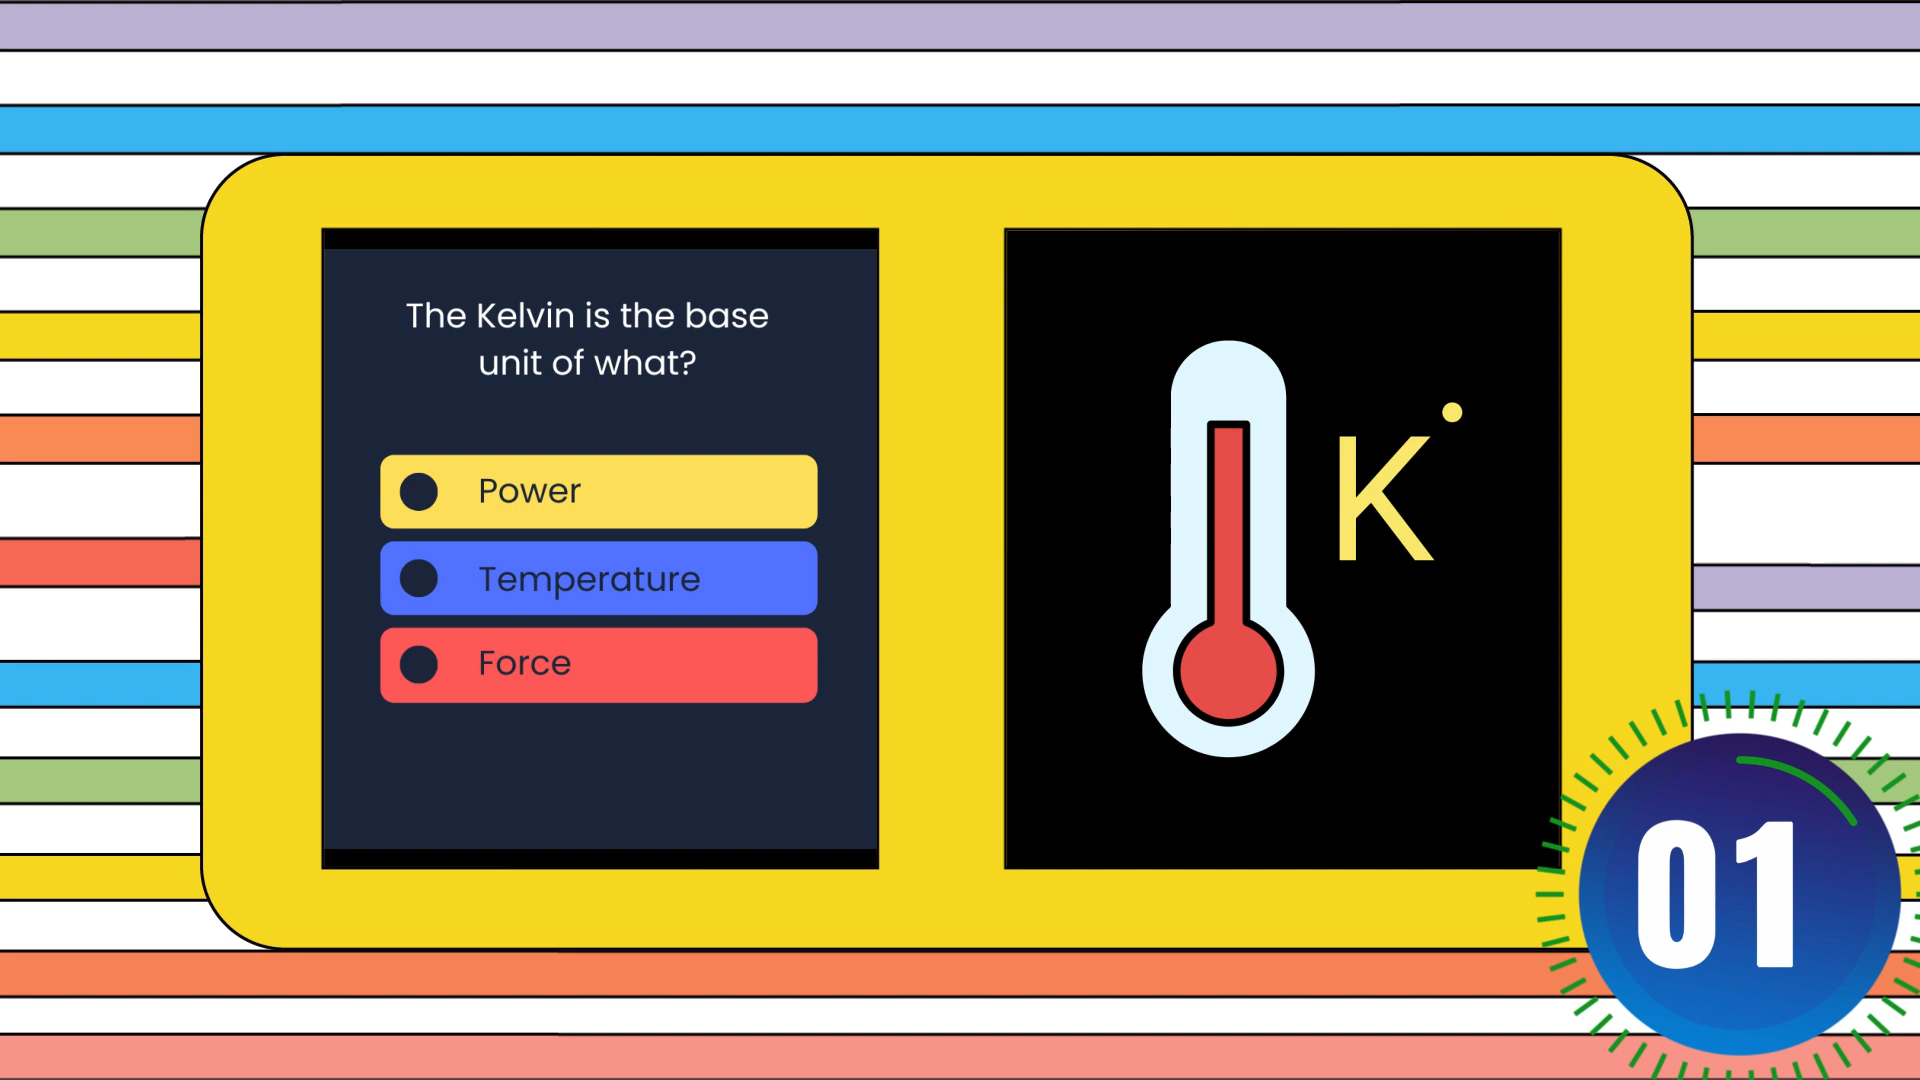 The Kelvin is the base
unit of what?
Power
Temperature
Force
K
01